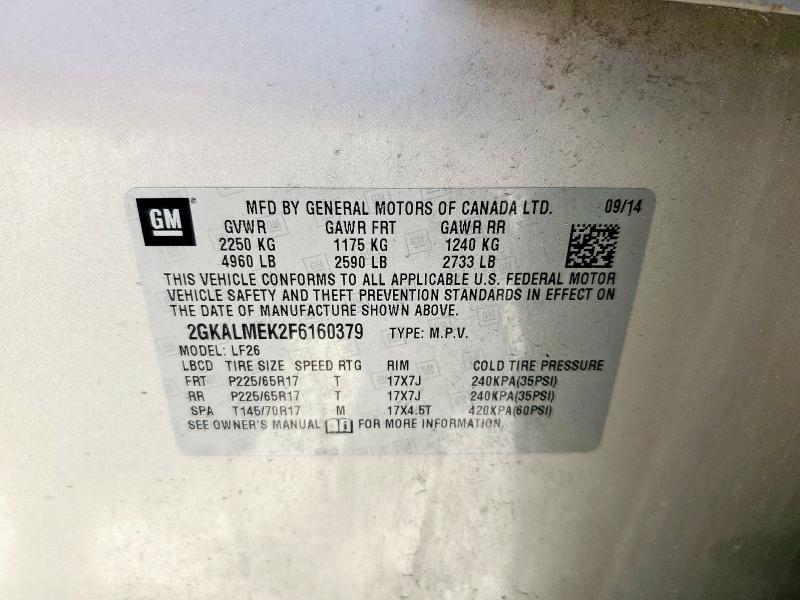 GM MFD BY GENERAL MOTORS OF CANADA LTD. 09/14
GVWR GAWR FRT GAWR RR
2250 KG 1175 KG 1240 KG
4960 LB 2590 LB 2733 LB
THIS VEHICLE CONFORMS TO ALL APPLICABLE U.S. FEDERAL MOTOR
VEHICLE SAFETY AND THEFT PREVENTION STANDARDS IN EFFECT ON
THE DATE OF MANUFACTURE SHOWN ABOVE.
2GKALMEK2F6160379 TYPE: M.P.V.
MODEL: LF26
LBCD TIRE SIZE SPEED RTG RIM COLD TIRE PRESSURE
FRT P225/65R17 T 17X7J 240KPA(35PSI)
RR P225/65R17 T 17X7J 240KPA(35PSI)
SPA T145/70R17 M 17X4.5T 420KPA(60PSI)
SEE OWNER'S MANUAL FOR MORE INFORMATION.